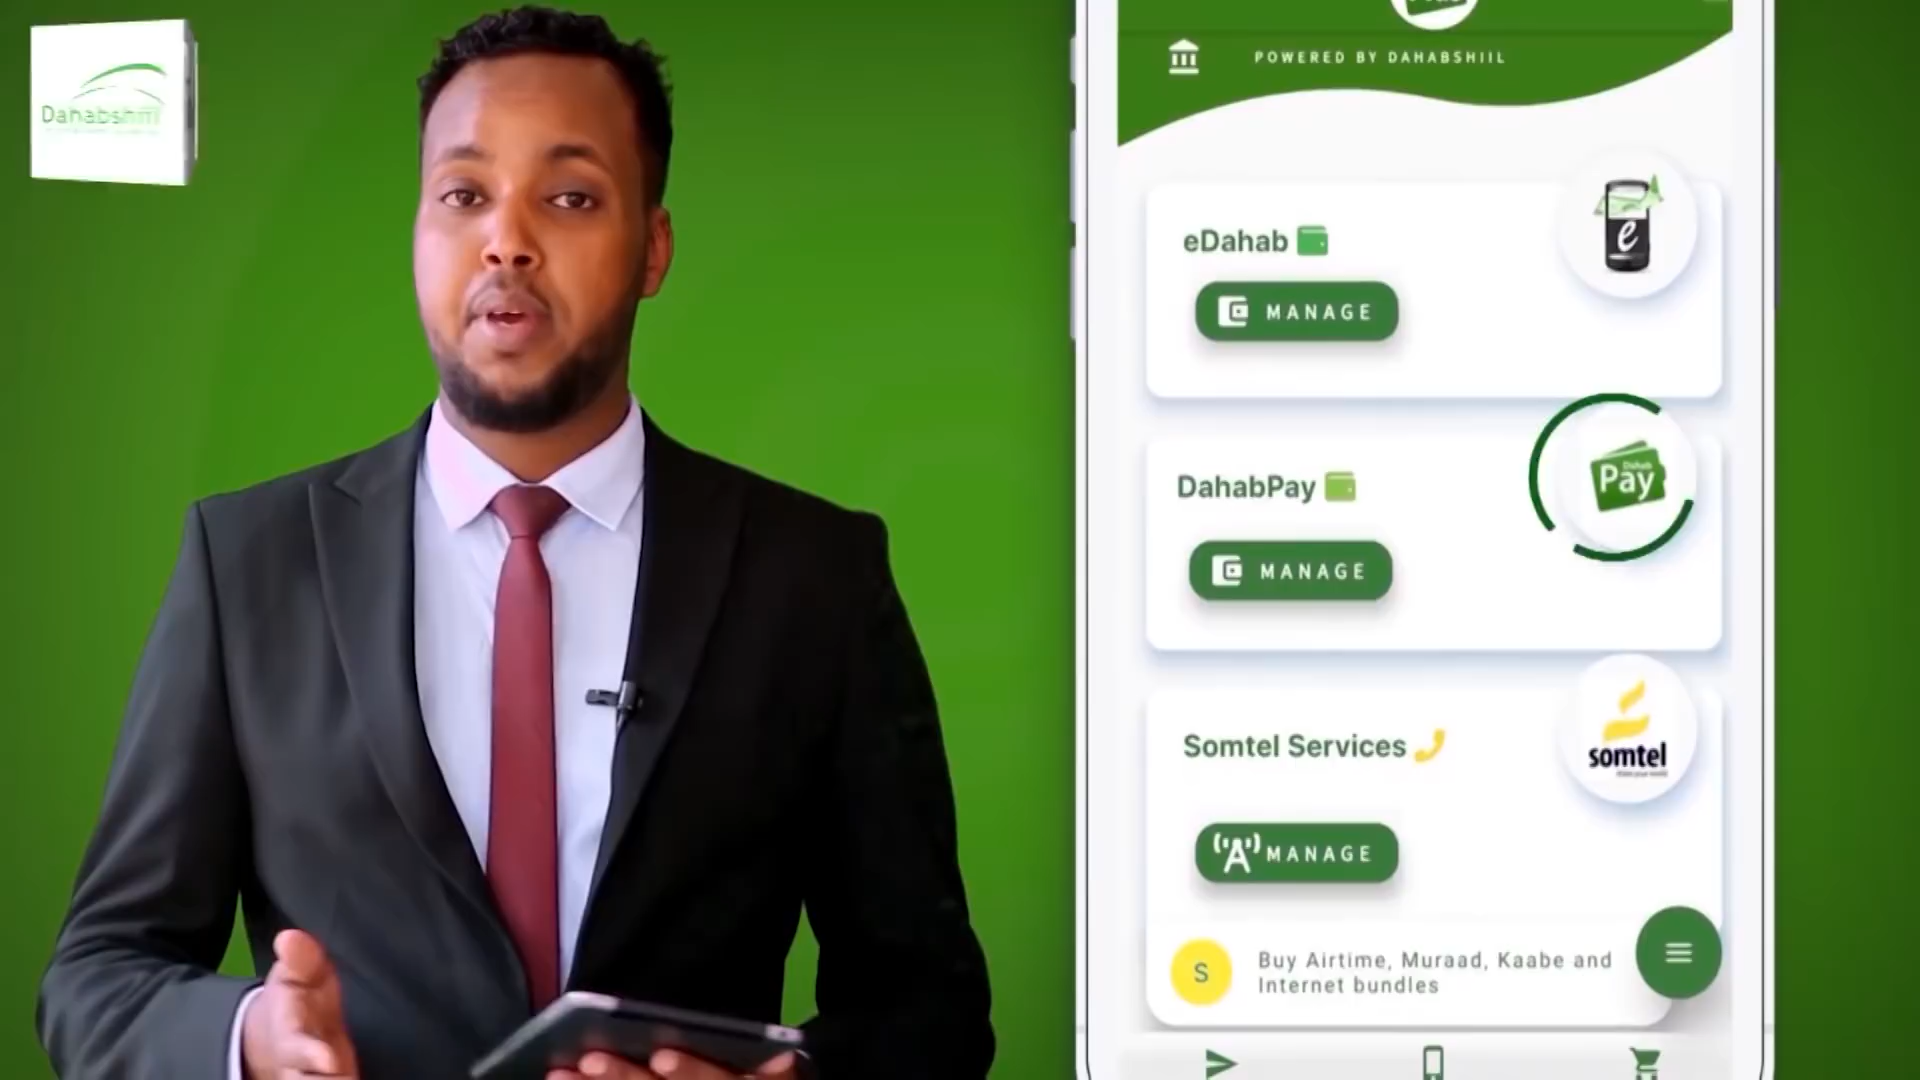 Dahabshiil
POWERED BY DAHABSHIIL
eDahab
e
MANAGE
DahabPay
Dahab
Pay
MANAGE
Somtel Services
somtel
MANAGE
S
Buy Airtime, Muraad, Kaabe and
Internet bundles